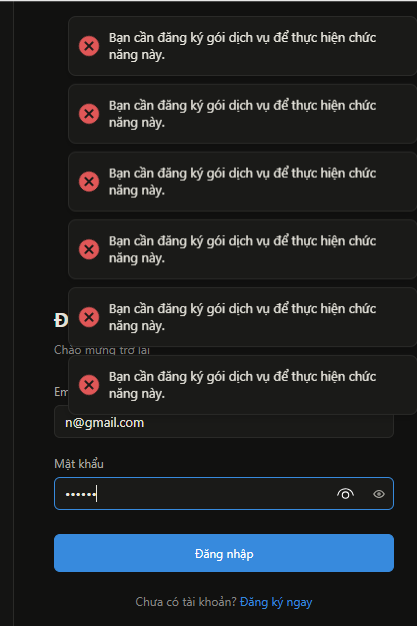 Bạn cần đăng ký gói dịch vụ để thực hiện chức
năng này.
Bạn cần đăng ký gói dịch vụ để thực hiện chức
năng này.
Bạn cần đăng ký gói dịch vụ để thực hiện chức
năng này.
Bạn cần đăng ký gói dịch vụ để thực hiện chức
năng này.
Bạn cần đăng ký gói dịch vụ để thực hiện chức
năng này.
Chào mừng trở lại
Bạn cần đăng ký gói dịch vụ để thực hiện chức
năng này.
n@gmail.com
Mật khẩu
••••••
Đăng nhập
Chưa có tài khoản? Đăng ký ngay